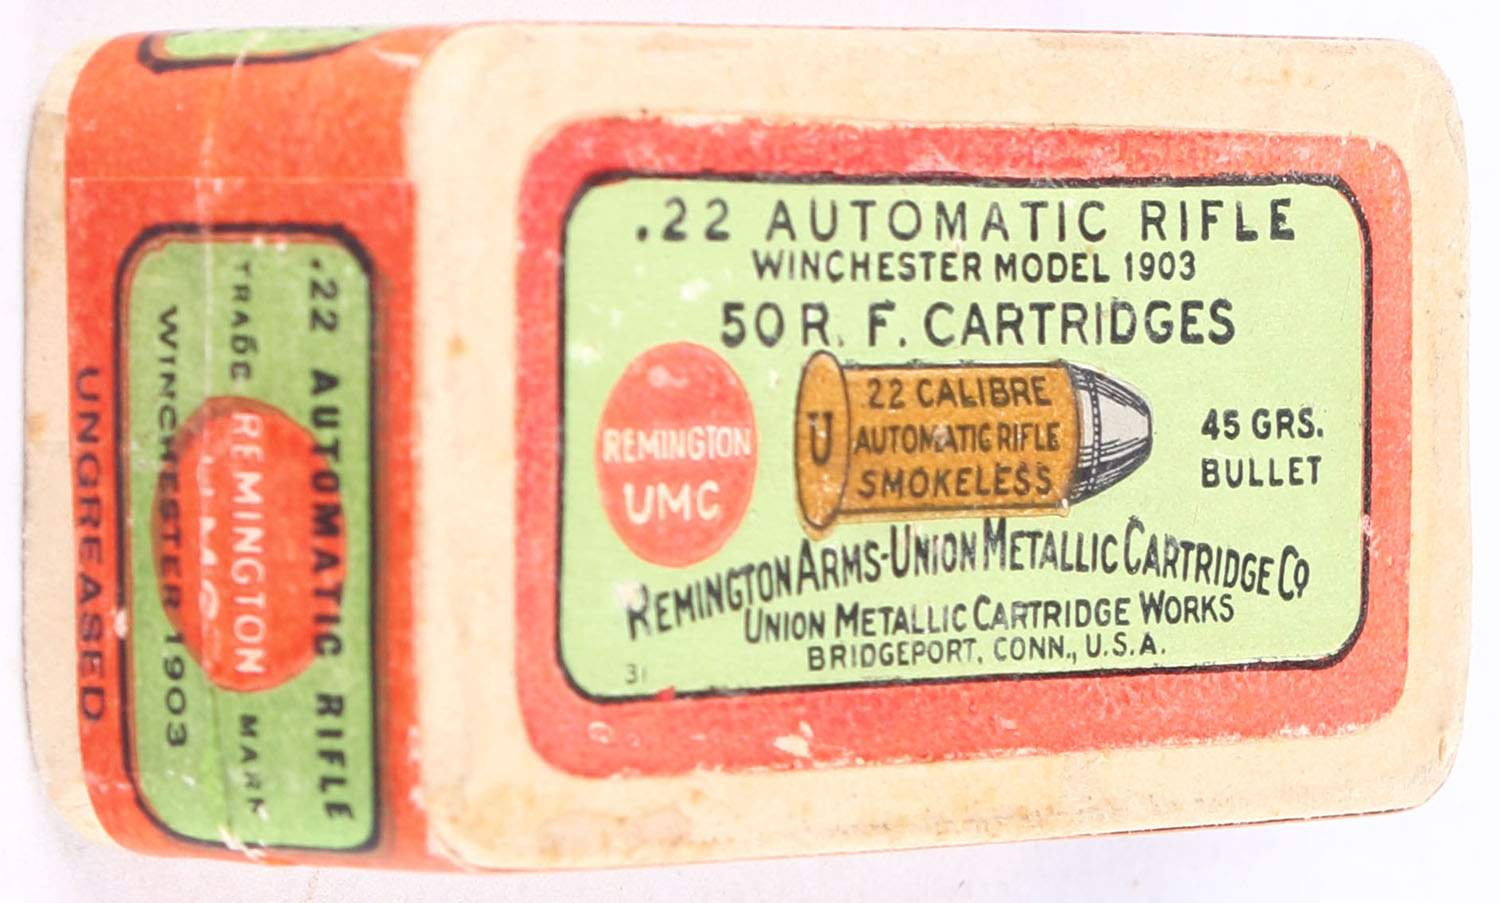 .22 AUTOMATIC RIFLE
WINCHESTER MODEL 1903
50 R. F. CARTRIDGES
REMINGTON
UMC
U
.22 CALIBRE
AUTOMATIC RIFLE
SMOKELESS
45 GRS.
BULLET
REMINGTON ARMS-UNION METALLIC CARTRIDGE CO
UNION METALLIC CARTRIDGE WORKS
BRIDGEPORT, CONN., U.S.A.
31
.22 AUTOMATIC RIFLE
TRADE REMINGTON MARK
UMC
WINCHESTER 1903
UNGREASED